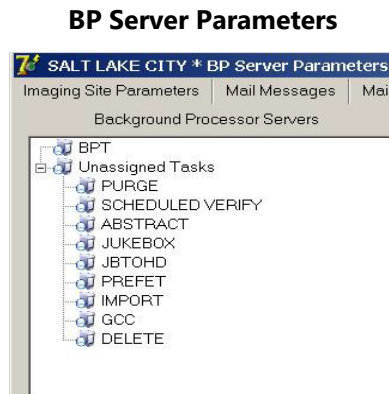 BP Server Parameters
SALT LAKE CITY * BP Server Parameters
Imaging Site Parameters Mail Messages Mai
Background Processor Servers
BPT
Unassigned Tasks
PURGE
SCHEDULED VERIFY
ABSTRACT
JUKEBOX
JBTOHD
PREFET
IMPORT
GCC
DELETE